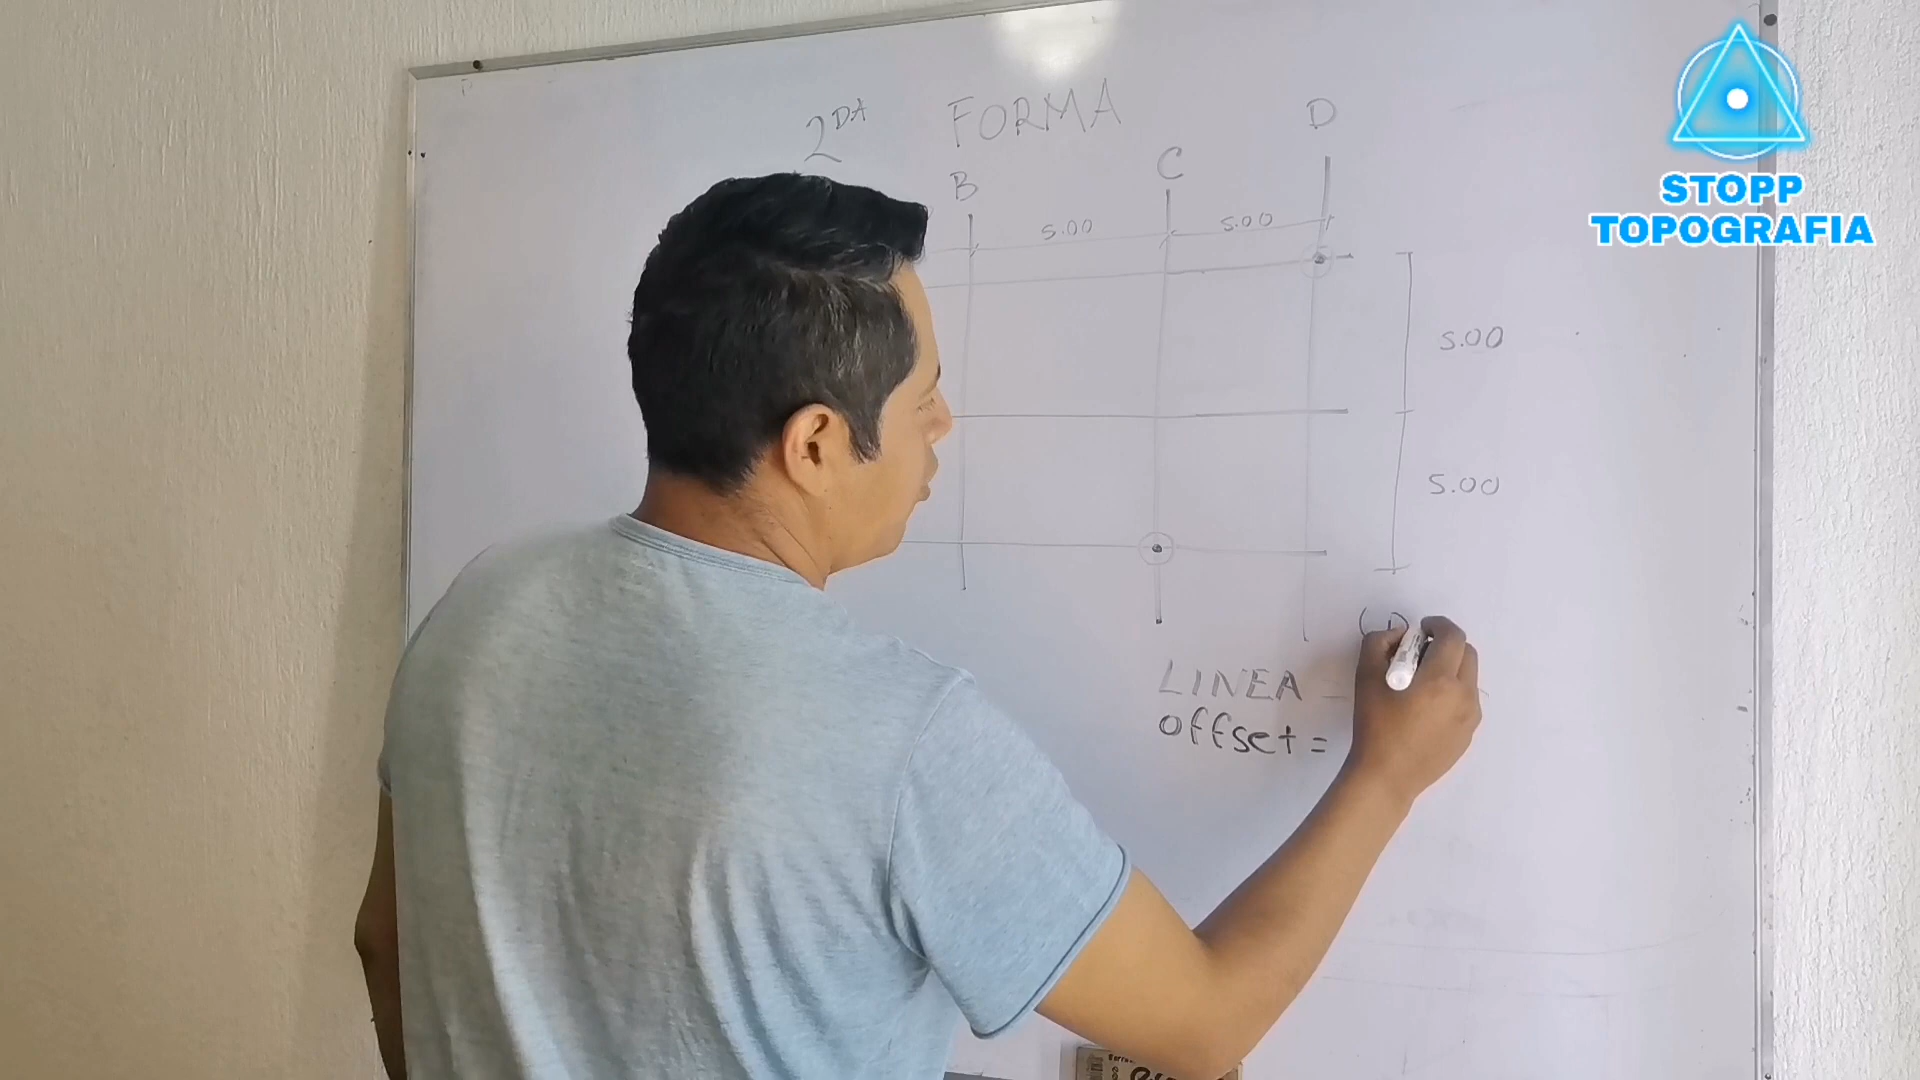 2DA FORMA
D
C
B
5.00
5.00
5.00
5.00
LINEA
offset =
STOPP
TOPOGRAFIA